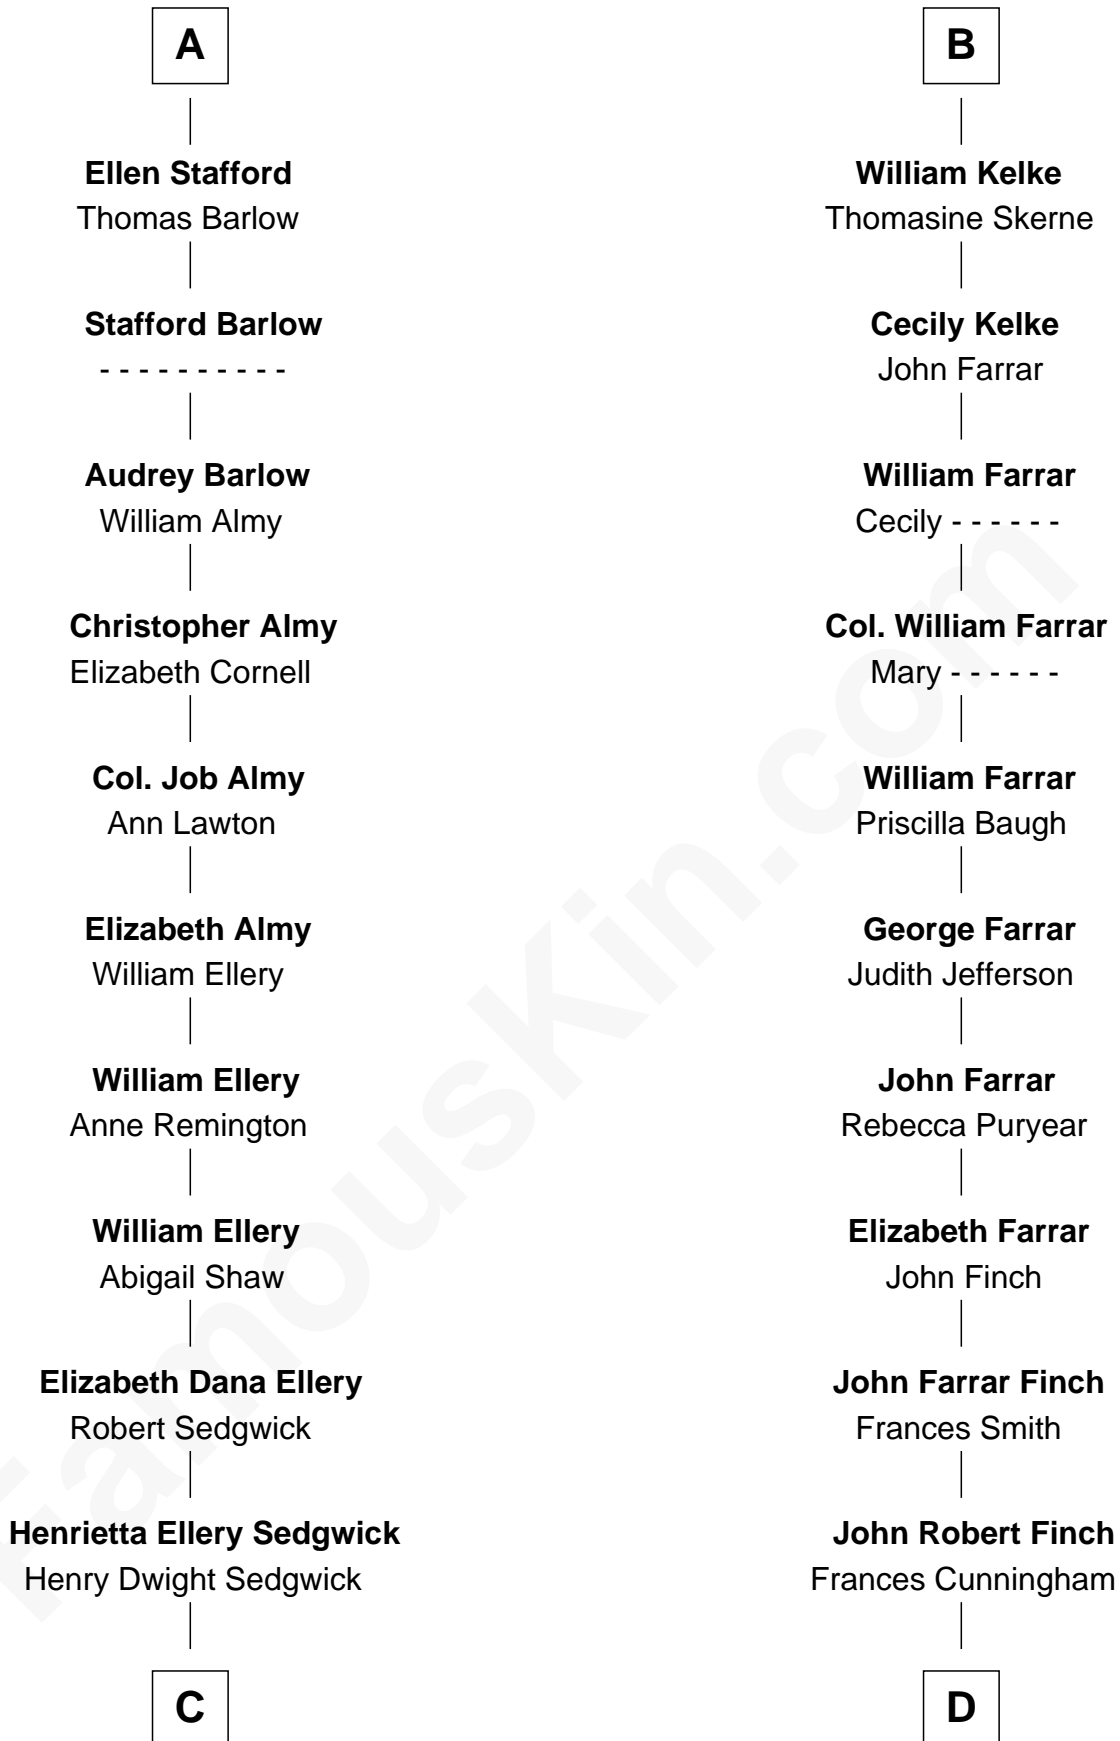 A
Ellen Stafford
Thomas Barlow
Stafford Barlow
- - - - - - - - - -
Audrey Barlow
William Almy
Christopher Almy
Elizabeth Cornell
Col. Job Almy
Ann Lawton
Elizabeth Almy
William Ellery
William Ellery
Anne Remington
William Ellery
Abigail Shaw
Elizabeth Dana Ellery
Robert Sedgwick
Henrietta Ellery Sedgwick
Henry Dwight Sedgwick
C
B
William Kelke
Thomasine Skerne
Cecily Kelke
John Farrar
William Farrar
Cecily - - - - - -
Col. William Farrar
Mary - - - - - -
William Farrar
Priscilla Baugh
George Farrar
Judith Jefferson
John Farrar
Rebecca Puryear
Elizabeth Farrar
John Finch
John Farrar Finch
Frances Smith
John Robert Finch
Frances Cunningham
D
FamousKin.com